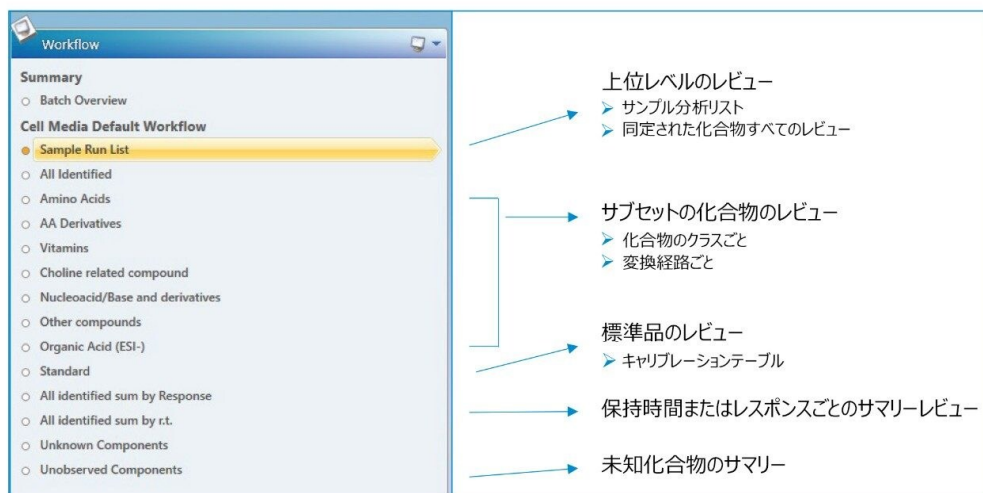 Workflow
Summary
Batch Overview
Cell Media Default Workflow
Sample Run List
All Identified
Amino Acids
AA Derivatives
Vitamins
Choline related compound
Nucleoacid/Base and derivatives
Other compounds
Organic Acid (ESI-)
Standard
All identified sum by Response
All identified sum by r.t.
Unknown Components
Unobserved Components
上位レベルのレビュー
サンプル分析リスト
同定された化合物すべてのレビュー
サブセットの化合物のレビュー
化合物のクラスごと
変換経路ごと
標準品のレビュー
キャリブレーションテーブル
保持時間またはレスポンスごとのサマリーレビュー
未知化合物のサマリー